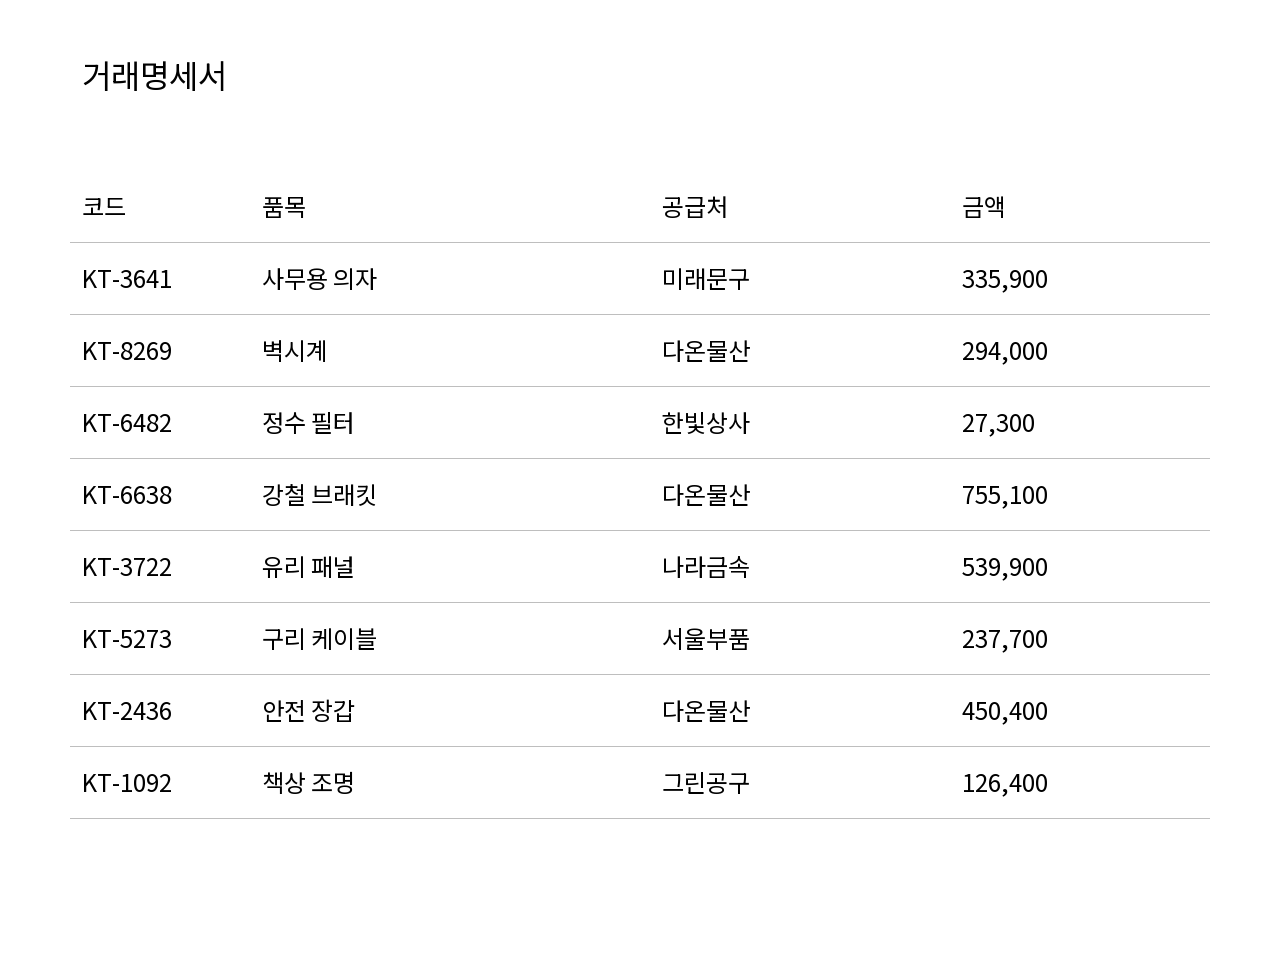 거래명세서
코드 품목 공급처 금액
KT-3641 사무용 의자 미래문구 335,900
KT-8269 벽시계 다온물산 294,000
KT-6482 정수 필터 한빛상사 27,300
KT-6638 강철 브래킷 다온물산 755,100
KT-3722 유리 패널 나라금속 539,900
KT-5273 구리 케이블 서울부품 237,700
KT-2436 안전 장갑 다온물산 450,400
KT-1092 책상 조명 그린공구 126,400